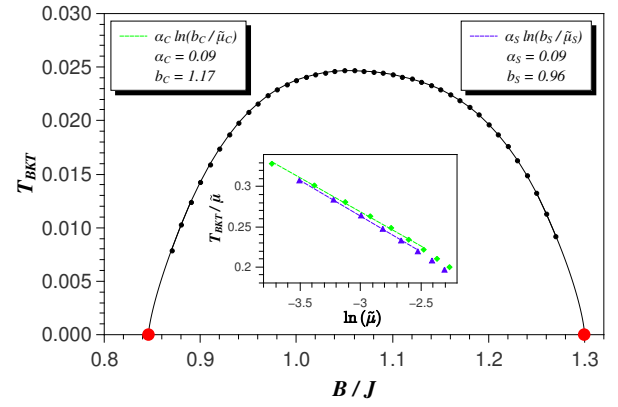 0.030
0.025
0.020
0.015
0.010
0.005
0.000
T_BKT
α_C ln(b_C / μ̃_C)
α_C = 0.09
b_C = 1.17
α_S ln(b_S / μ̃_S)
α_S = 0.09
b_S = 0.96
0.3
0.2
T_BKT / μ̃
−3.5 −3 −2.5
ln (μ̃)
0.8 0.9 1.0 1.1 1.2 1.3
B / J